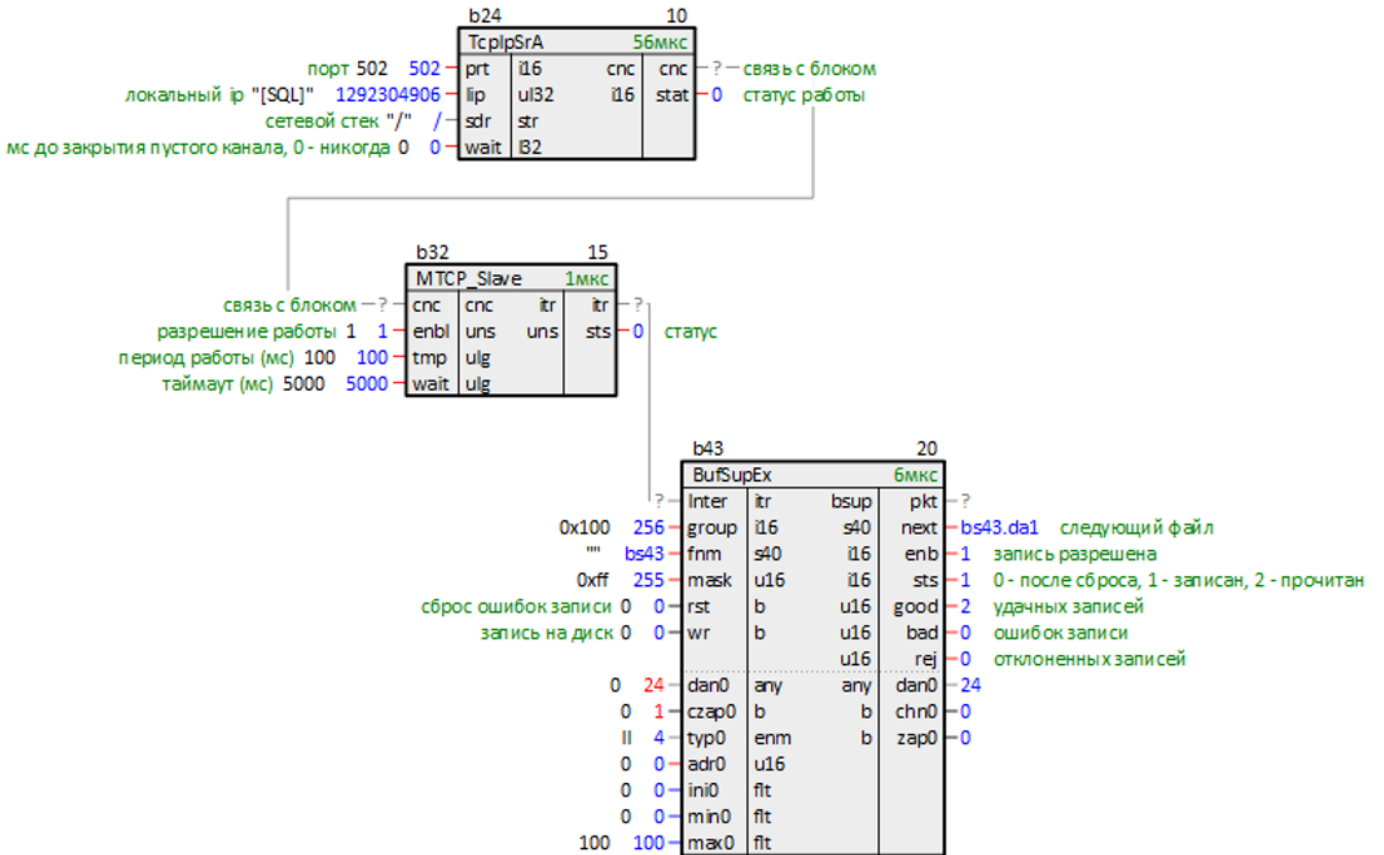 b24 10
TcpIpSrA 56мкс
порт 502 502 prt i16 cnc cnc ? связь с блоком
локальный ip "[SQL]" 1292304906 lip ul32 i16 stat 0 статус работы
сетевой стек "/" / sdr str
мс до закрытия пустого канала, 0 - никогда 0 0 wait l32
b32 15
MTCP_Slave 1мкс
связь с блоком ? cnc cnc itr itr ?
разрешение работы 1 1 enbl uns uns sts 0 статус
период работы (мс) 100 100 tmp ulg
таймаут (мс) 5000 5000 wait ulg
b43 20
BufSupEx 6мкс
? Inter itr bsup pkt ?
0x100 256 group i16 s40 next bs43.da1 следующий файл
"" bs43 fnm s40 i16 enb 1 запись разрешена
0xff 255 mask u16 i16 sts 1 0 - после сброса, 1 - записан, 2 - прочитан
сброс ошибок записи 0 0 rst b u16 good 2 удачных записей
запись на диск 0 0 wr b u16 bad 0 ошибок записи
u16 rej 0 отклоненных записей
0 24 dan0 any any dan0 24
0 1 czap0 b b chn0 0
II 4 typ0 enm b zap0 0
0 0 adr0 u16
0 0 ini0 flt
0 0 min0 flt
100 100 max0 flt